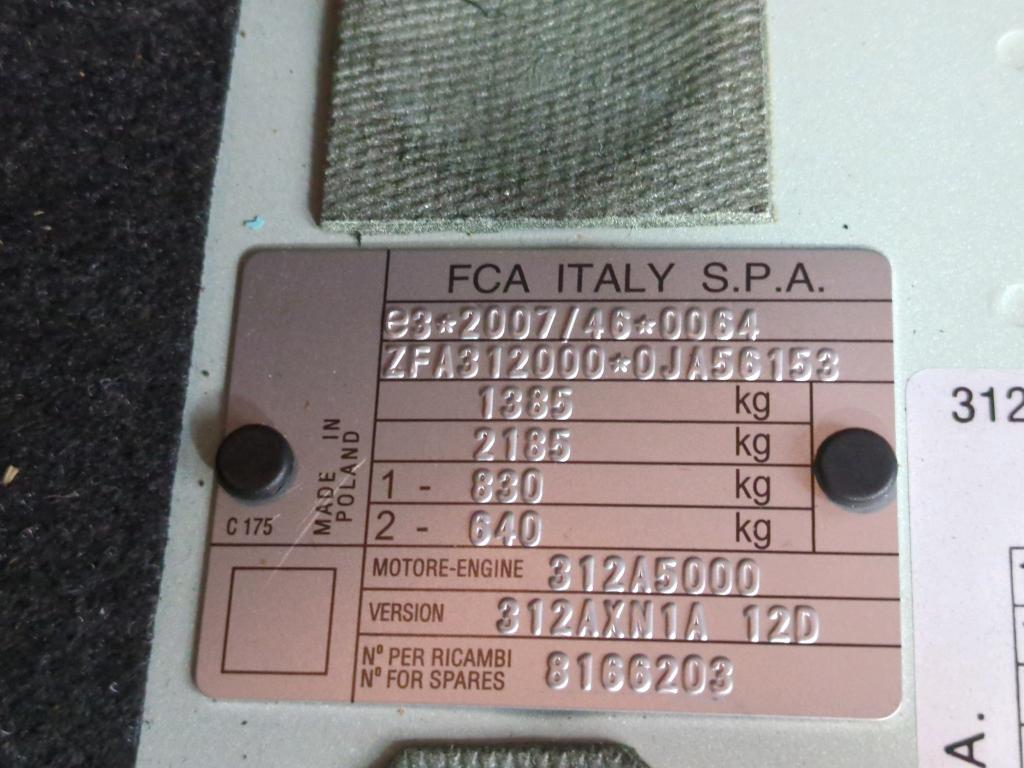 FCA ITALY S.P.A.
e3*2007/46*0064
ZFA312000*0JA56153
1385 kg
2185 kg
1 - 830 kg
2 - 640 kg
MADE IN
POLAND
C 175
MOTORE-ENGINE 312A5000
VERSION 312AXN1A 12D
N° PER RICAMBI
N° FOR SPARES 8166203
312
A.